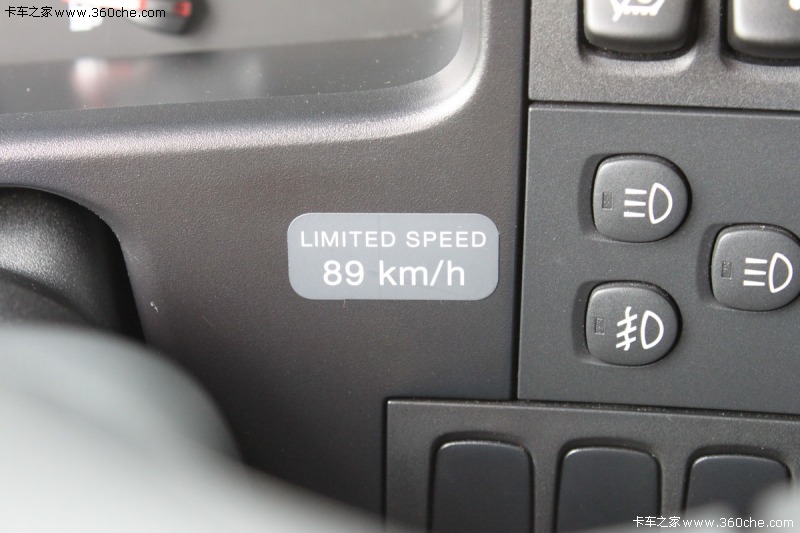 卡车之家 www.360che.com
LIMITED SPEED
89 km/h
卡车之家 www.360che.com